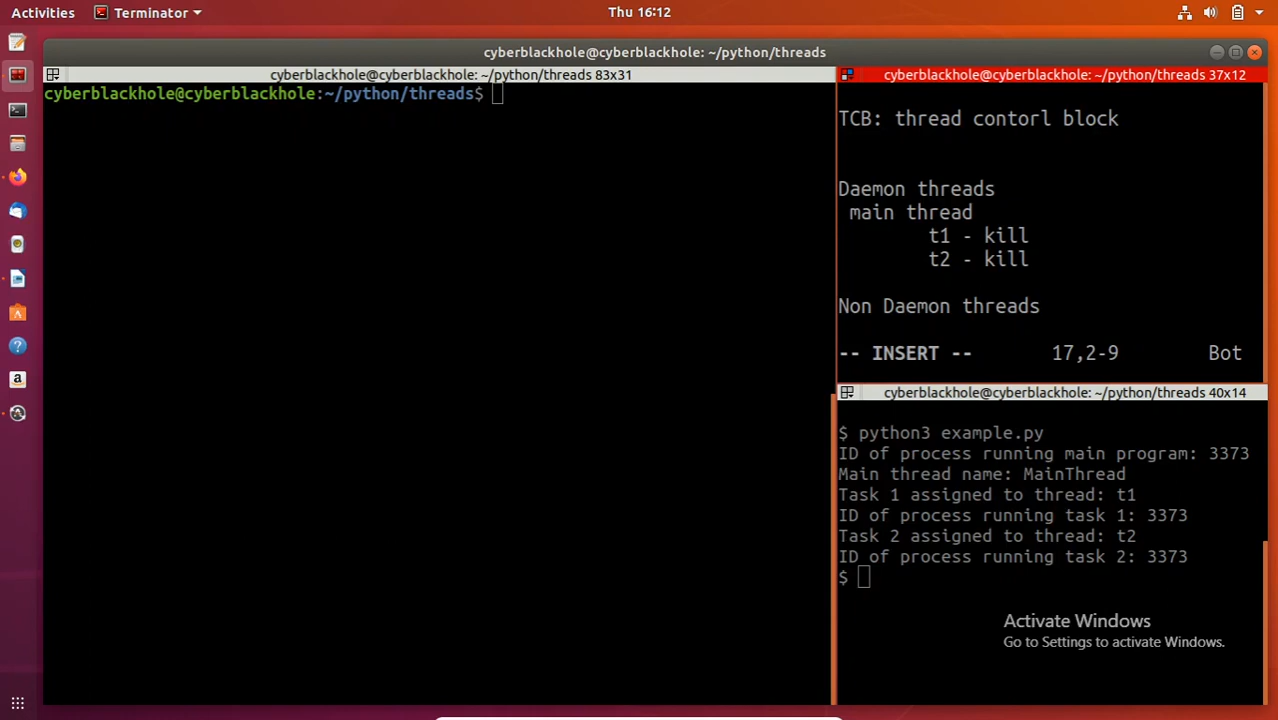 Activities Terminator Thu 16:12
cyberblackhole@cyberblackhole: ~/python/threads
cyberblackhole@cyberblackhole: ~/python/threads 83x31
cyberblackhole@cyberblackhole:~/python/threads$
cyberblackhole@cyberblackhole: ~/python/threads 37x12
TCB: thread contorl block
Daemon threads
main thread
t1 - kill
t2 - kill
Non Daemon threads
-- INSERT -- 17,2-9 Bot
cyberblackhole@cyberblackhole: ~/python/threads 40x14
$ python3 example.py
ID of process running main program: 3373
Main thread name: MainThread
Task 1 assigned to thread: t1
ID of process running task 1: 3373
Task 2 assigned to thread: t2
ID of process running task 2: 3373
$
Activate Windows
Go to Settings to activate Windows.